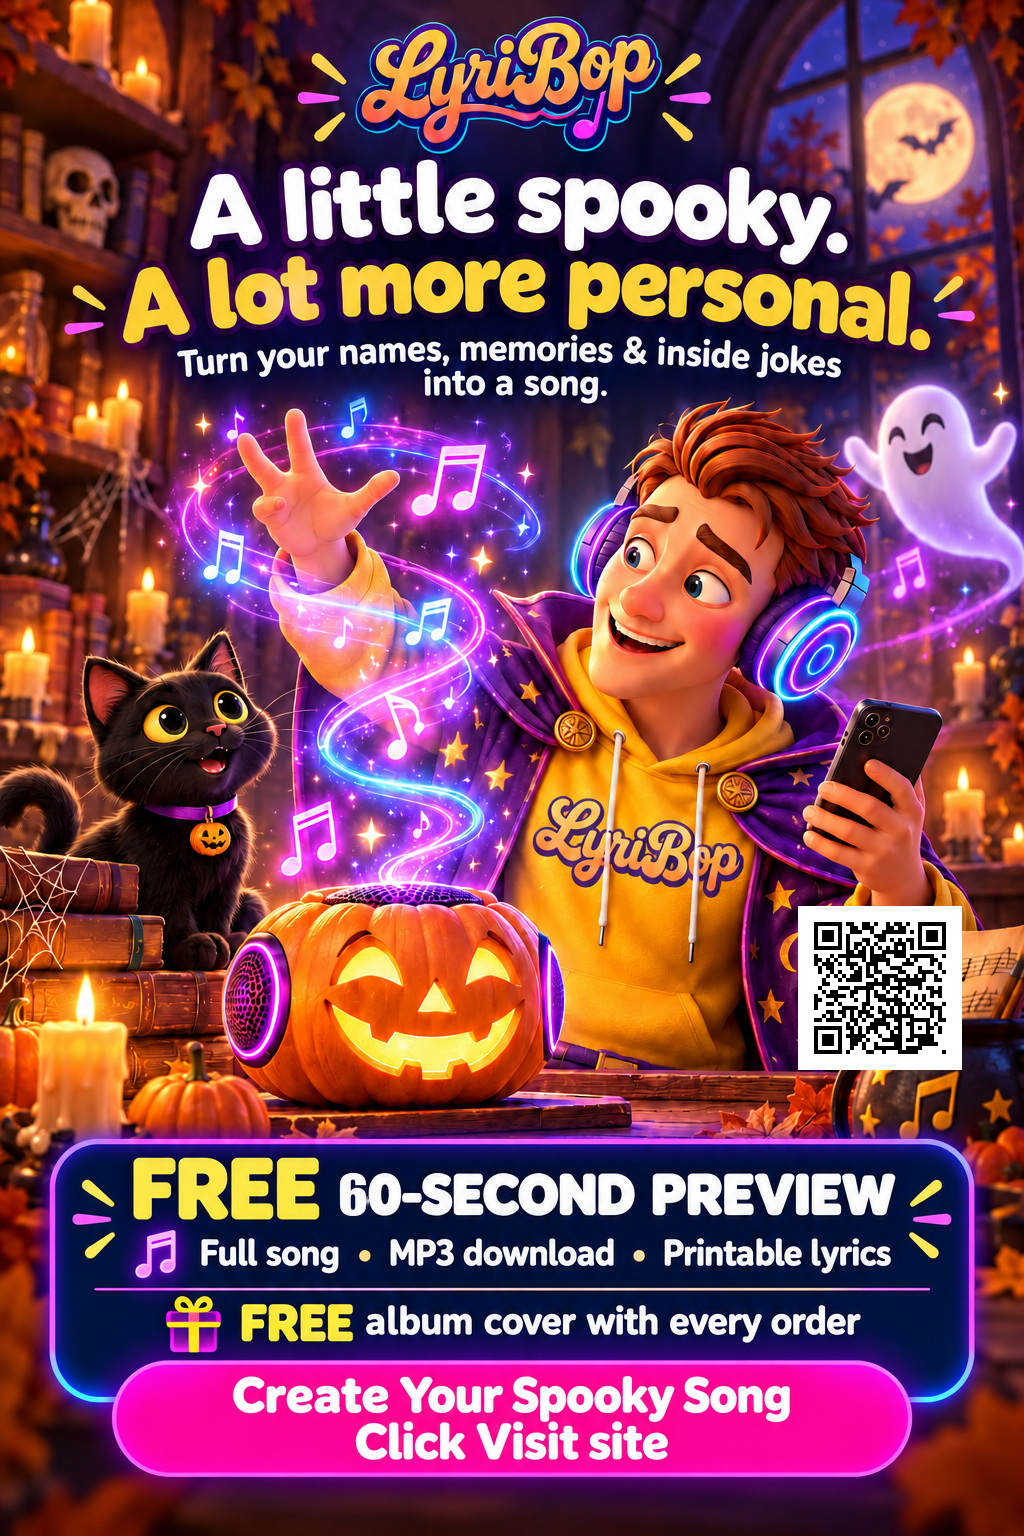 LyriBop
A little spooky.
A lot more personal.
Turn your names, memories & inside jokes
into a song.
LyriBop
FREE 60-SECOND PREVIEW
Full song • MP3 download • Printable lyrics
FREE album cover with every order
Create Your Spooky Song
Click Visit site